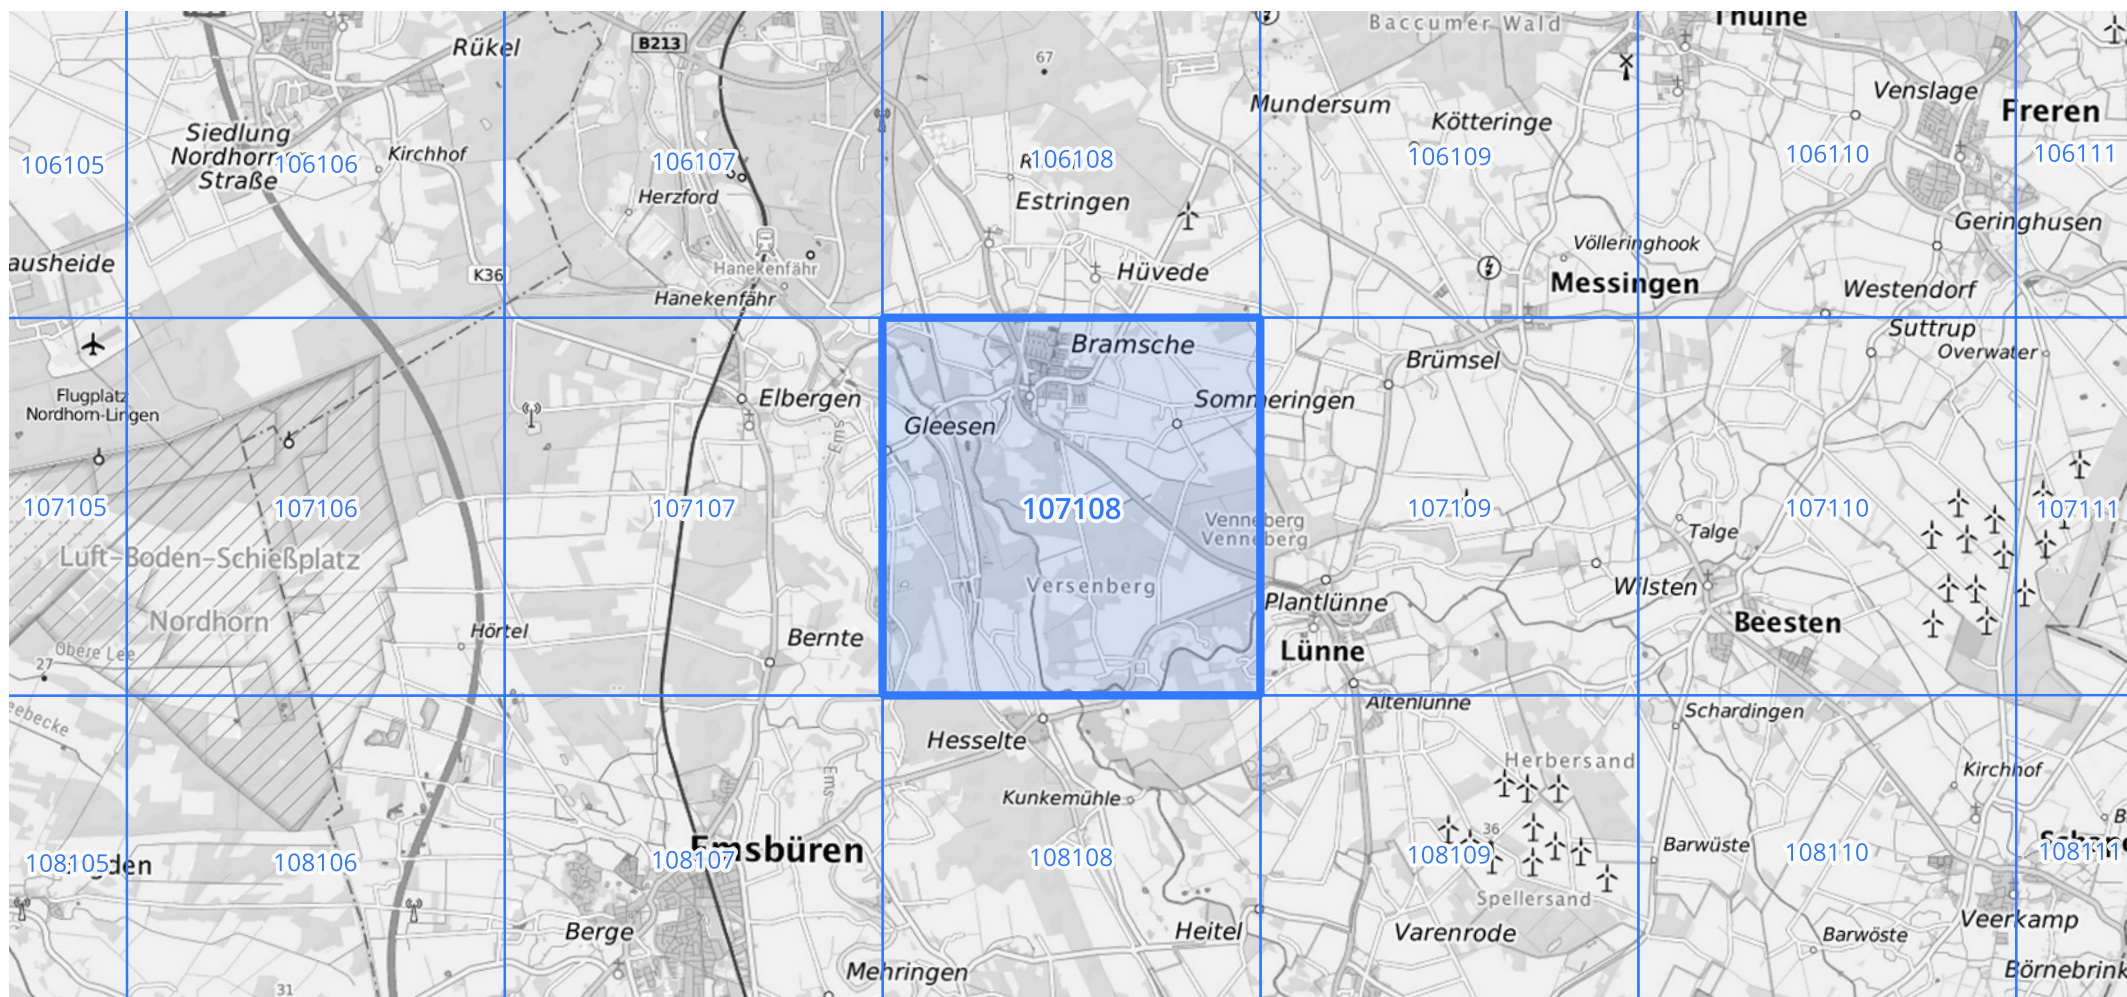 Baccumer Wald
Thuine
Rükel
B213
67
Mundersum
Kötteringe
Venslage
Freren
Siedlung
Nordhorner
Straße
Kirchhof
106105
106106
106107
106108
106109
106110
106111
Herzford
Estringen
Geringhusen
Völleringhook
ausheide
K36
Hanekenfähr
Hüvede
Messingen
Westendorf
Hanekenfähr
Bramsche
Suttrup
Overwater
Brümsel
Flugplatz
Nordhorn-Lingen
Elbergen
Sommeringen
Gleesen
Ems
107105
107106
107107
107108
107109
107110
107111
Venneberg
Venneberg
Talge
Luft-Boden-Schießplatz
Nordhorn
Versenberg
Wilsten
Plantlünne
Beesten
Hörtel
Bernte
Lünne
Obere Lee
27
Altenlünne
Schardingen
eebecke
Hesselte
Herbersand
Kirchhof
Ems
Kunkemühle
36
Barwüste
Emsbüren
108105
108106
108107
108108
108109
108110
108111
Spellersand
Berge
Heitel
Varenrode
Barwöste
Veerkamp
Mehringen
Börnebrink
31